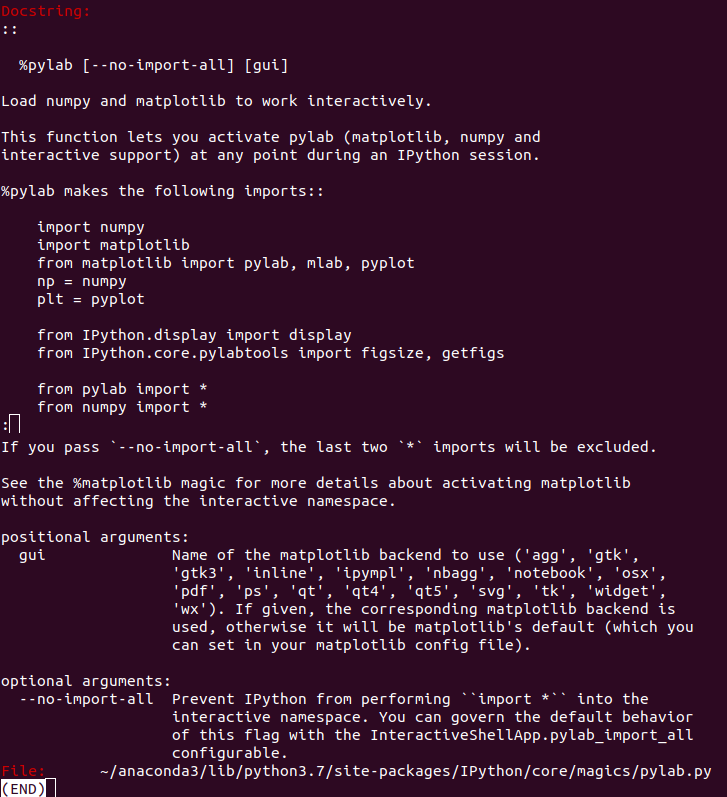 Docstring:
::
%pylab [--no-import-all] [gui]
Load numpy and matplotlib to work interactively.
This function lets you activate pylab (matplotlib, numpy and
interactive support) at any point during an IPython session.
%pylab makes the following imports::
import numpy
import matplotlib
from matplotlib import pylab, mlab, pyplot
np = numpy
plt = pyplot
from IPython.display import display
from IPython.core.pylabtools import figsize, getfigs
from pylab import *
from numpy import *
:
If you pass `--no-import-all`, the last two `*` imports will be excluded.
See the %matplotlib magic for more details about activating matplotlib
without affecting the interactive namespace.
positional arguments:
gui Name of the matplotlib backend to use ('agg', 'gtk',
'gtk3', 'inline', 'ipympl', 'nbagg', 'notebook', 'osx',
'pdf', 'ps', 'qt', 'qt4', 'qt5', 'svg', 'tk', 'widget',
'wx'). If given, the corresponding matplotlib backend is
used, otherwise it will be matplotlib's default (which you
can set in your matplotlib config file).
optional arguments:
--no-import-all Prevent IPython from performing ``import *`` into the
interactive namespace. You can govern the default behavior
of this flag with the InteractiveShellApp.pylab_import_all
configurable.
File: ~/anaconda3/lib/python3.7/site-packages/IPython/core/magics/pylab.py
(END)